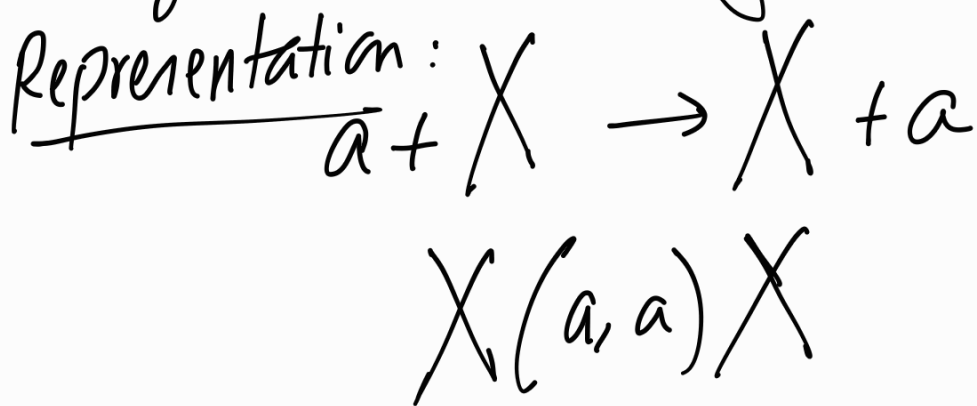 Representation:
a + X → X + a
X(a, a)X